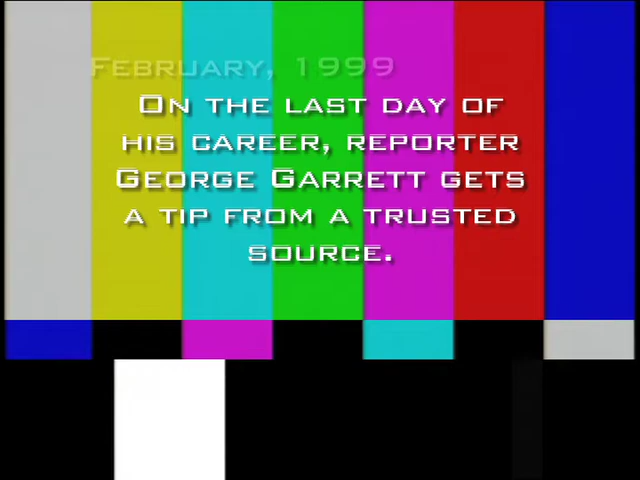 February, 1999
On the last day of
his career, reporter
George Garrett gets
a tip from a trusted
source.